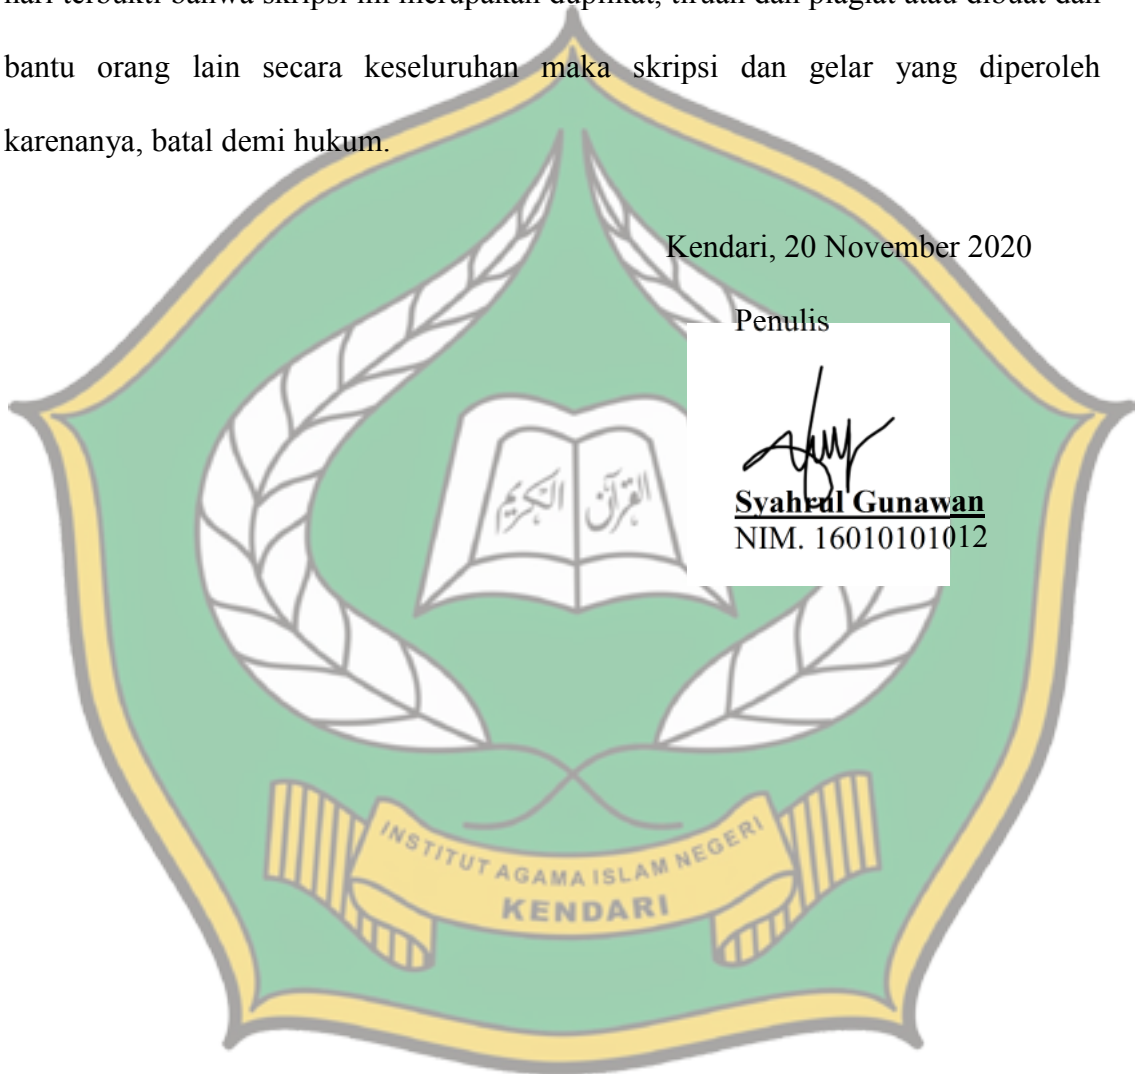 hari terbukti bahwa skripsi ini merupakan duplikat, tiruan dan plagiat atau dibuat dan
bantu orang lain secara keseluruhan maka skripsi dan gelar yang diperoleh
karenanya, batal demi hukum.
Kendari, 20 November 2020
Penulis
Syahrul Gunawan
NIM. 16010101012
القرآن الكريم
INSTITUT AGAMA ISLAM NEGERI
KENDARI